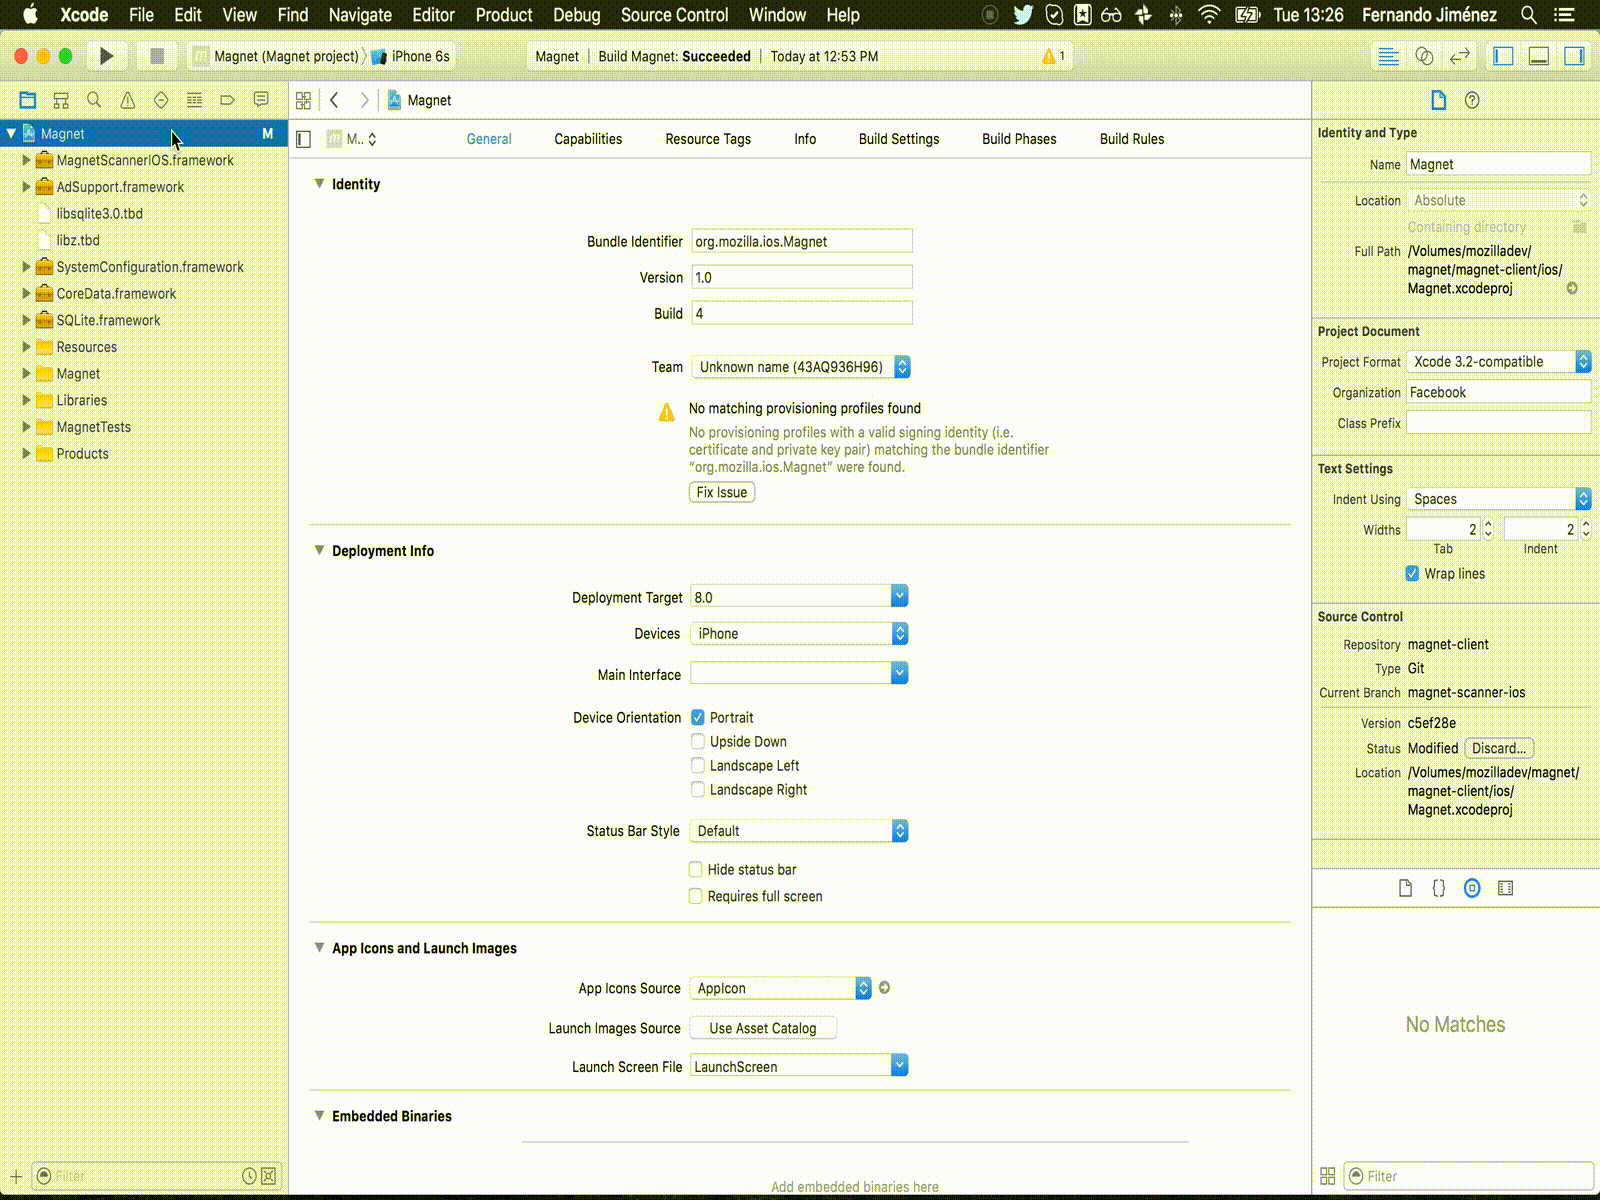 Xcode File Edit View Find Navigate Editor Product Debug Source Control Window Help Tue 13:26 Fernando Jiménez
Magnet (Magnet project) iPhone 6s Magnet | Build Magnet: Succeeded | Today at 12:53 PM 1
Magnet
Magnet M
MagnetScannerIOS.framework
AdSupport.framework
libsqlite3.0.tbd
libz.tbd
SystemConfiguration.framework
CoreData.framework
SQLite.framework
Resources
Magnet
Libraries
MagnetTests
Products
Filter
M.. General Capabilities Resource Tags Info Build Settings Build Phases Build Rules
Identity
Bundle Identifier org.mozilla.ios.Magnet
Version 1.0
Build 4
Team Unknown name (43AQ936H96)
No matching provisioning profiles found
No provisioning profiles with a valid signing identity (i.e.
certificate and private key pair) matching the bundle identifier
“org.mozilla.ios.Magnet” were found.
Fix Issue
Deployment Info
Deployment Target 8.0
Devices iPhone
Main Interface
Device Orientation Portrait
Upside Down
Landscape Left
Landscape Right
Status Bar Style Default
Hide status bar
Requires full screen
App Icons and Launch Images
App Icons Source AppIcon
Launch Images Source Use Asset Catalog
Launch Screen File LaunchScreen
Embedded Binaries
Add embedded binaries here
Identity and Type
Name Magnet
Location Absolute
Containing directory
Full Path /Volumes/mozilladev/
magnet/magnet-client/ios/
Magnet.xcodeproj
Project Document
Project Format Xcode 3.2-compatible
Organization Facebook
Class Prefix
Text Settings
Indent Using Spaces
Widths 2 2
Tab Indent
Wrap lines
Source Control
Repository magnet-client
Type Git
Current Branch magnet-scanner-ios
Version c5ef28e
Status Modified Discard...
Location /Volumes/mozilladev/magnet/
magnet-client/ios/
Magnet.xcodeproj
{}
No Matches
Filter